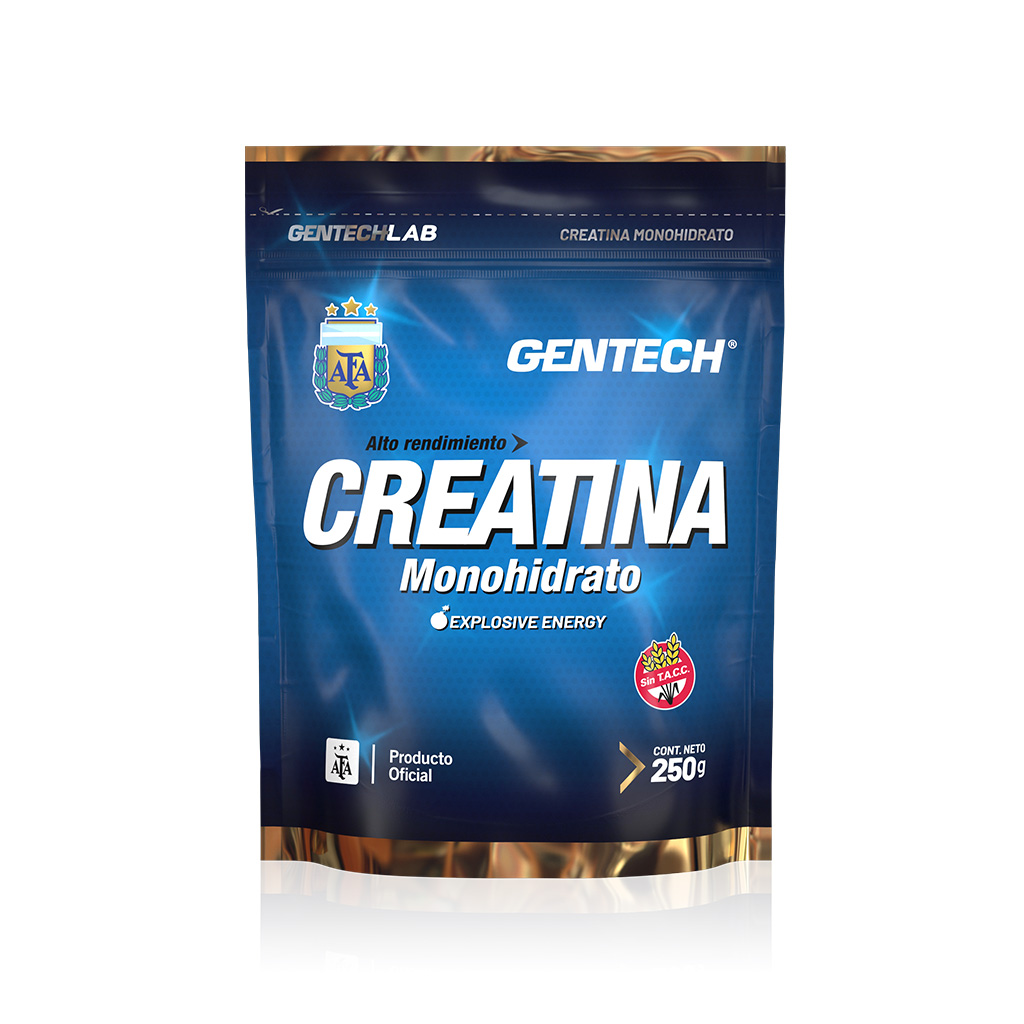 GENTECHLAB
CREATINA MONOHIDRATO
AFA
GENTECH®
Alto rendimiento
CREATINA
Monohidrato
EXPLOSIVE ENERGY
Sin T.A.C.C.
AFA
Producto
Oficial
CONT. NETO
250g